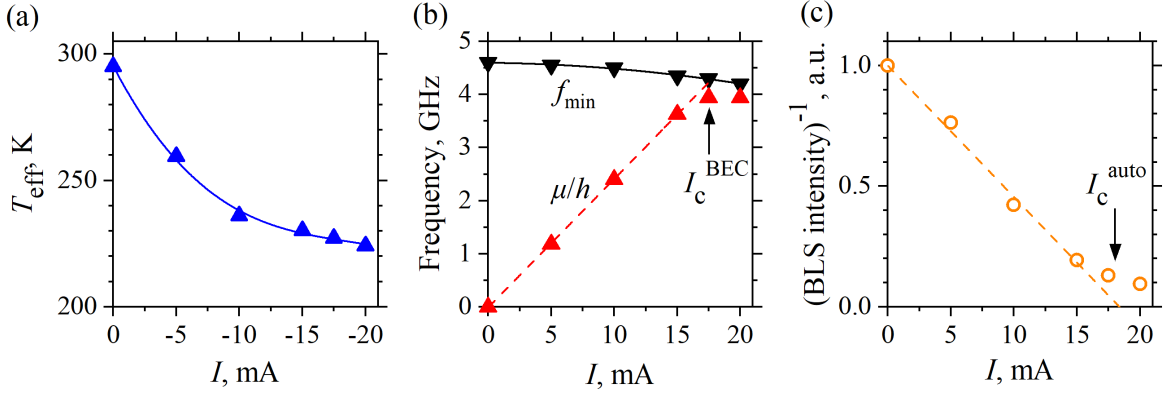 (a)
300
250
200
T_eff, K
0 -5 -10 -15 -20
I, mA
(b)
5
4
3
2
1
0
Frequency, GHz
f_min
μ/h
I_c^BEC
0 5 10 15 20
I, mA
(c)
1.0
0.5
0.0
(BLS intensity)^-1, a.u.
I_c^auto
0 5 10 15 20
I, mA